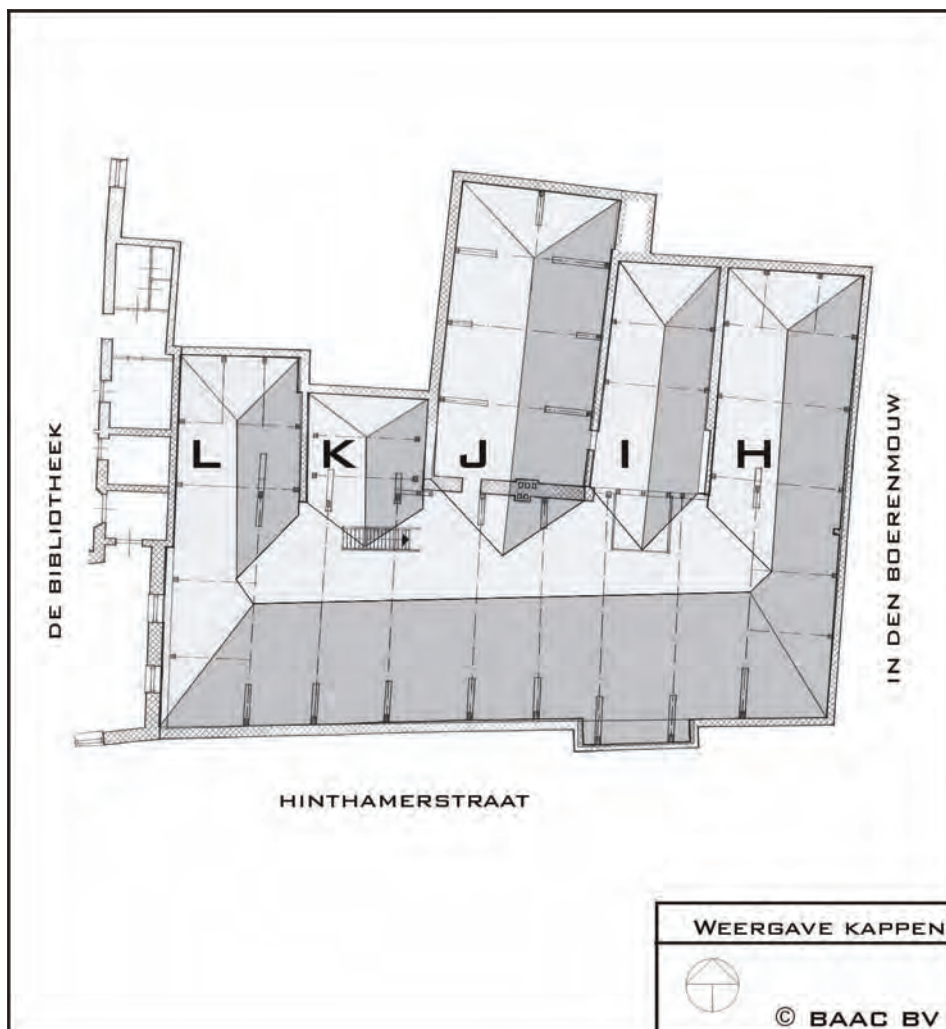 L K J I H
DE BIBLIOTHEEK
IN DEN BOERENMOUW
HINTHAMERSTRAAT
WEERGAVE KAPPEN
© BAAC BV